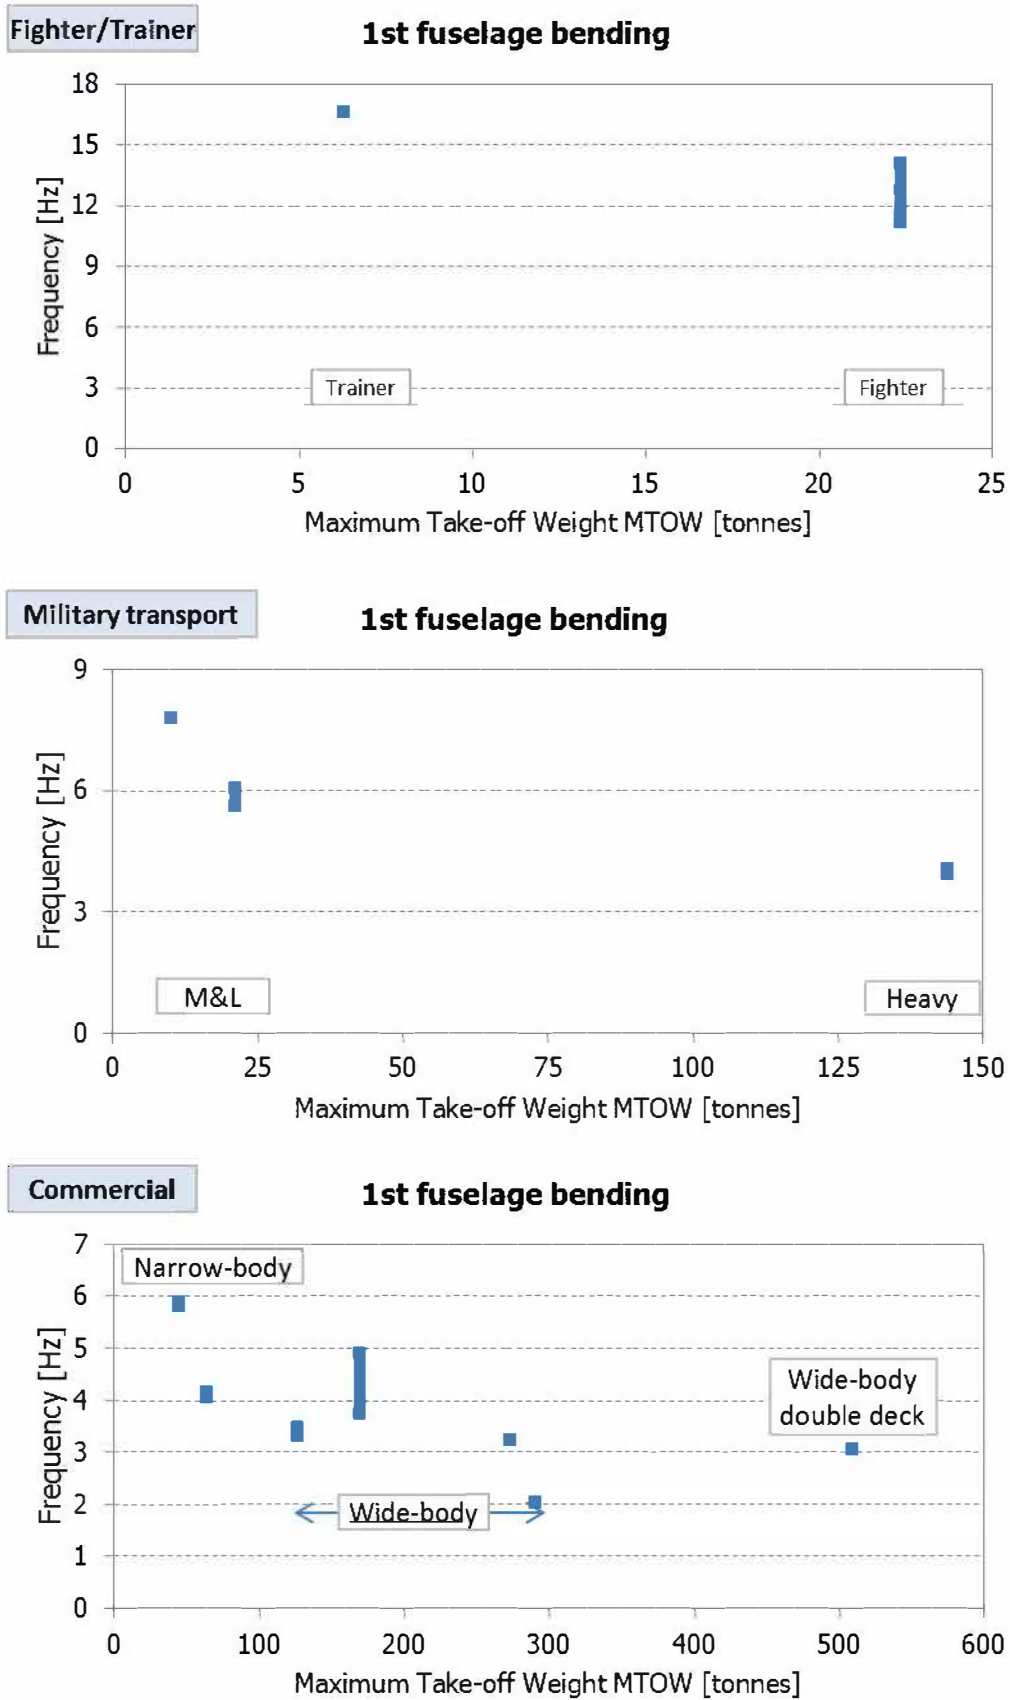 Fighter/Trainer
1st fuselage bending
18
15
12
9
6
3
0
Frequency [Hz]
Trainer
Fighter
0 5 10 15 20 25
Maximum Take-off Weight MTOW [tonnes]
Military transport
1st fuselage bending
9
6
3
0
Frequency [Hz]
M&L
Heavy
0 25 50 75 100 125 150
Maximum Take-off Weight MTOW [tonnes]
Commercial
1st fuselage bending
7
6
5
4
3
2
1
0
Frequency [Hz]
Narrow-body
Wide-body
double deck
Wide-body
0 100 200 300 400 500 600
Maximum Take-off Weight MTOW [tonnes]